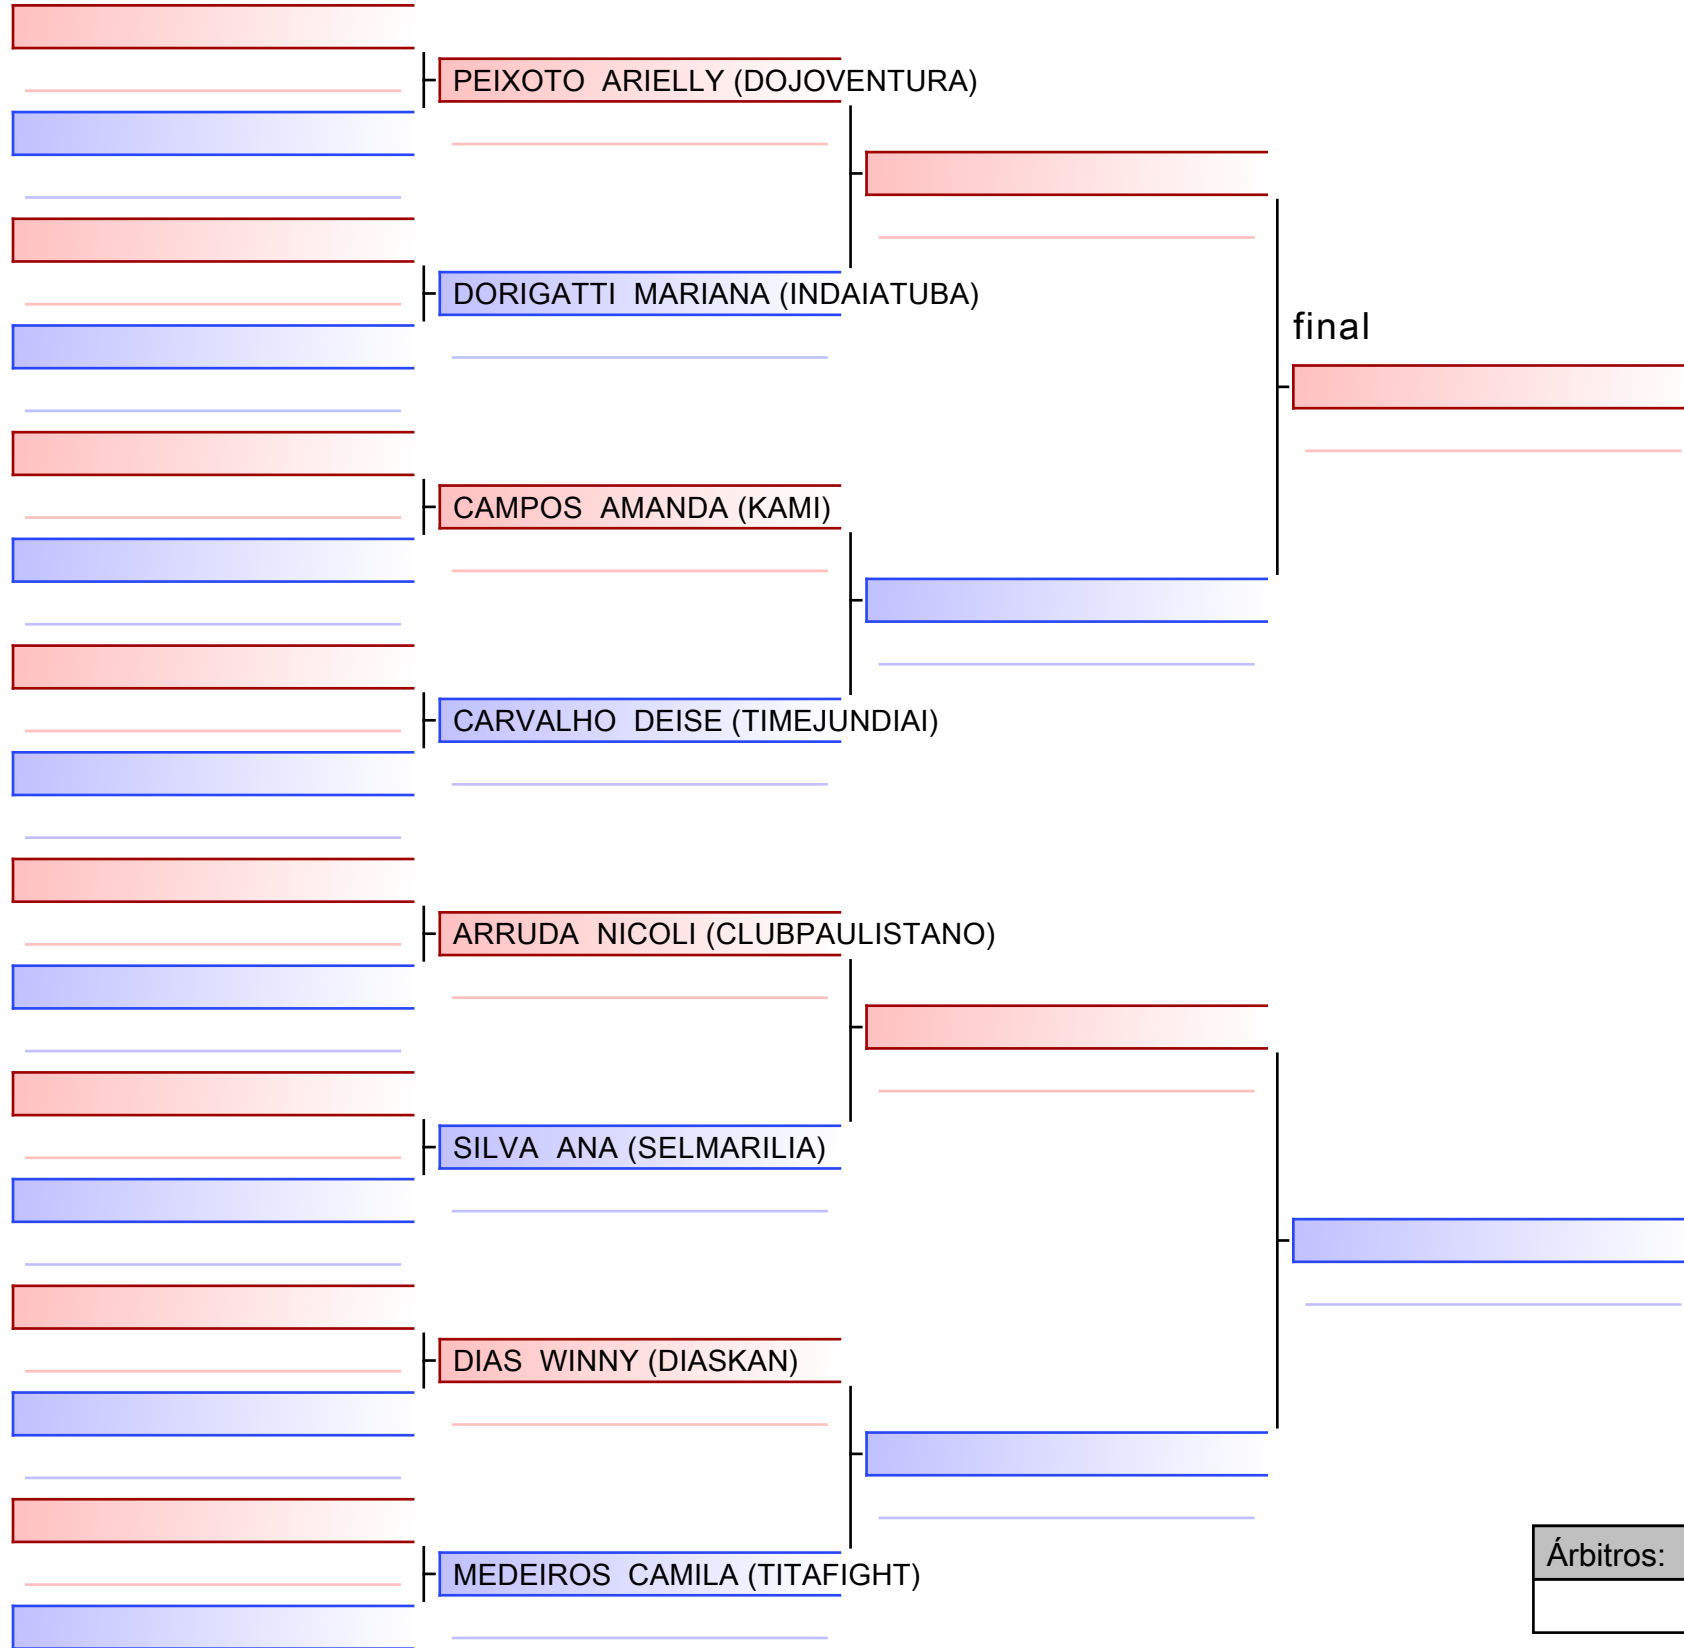 PEIXOTO ARIELLY (DOJOVENTURA)
DORIGATTI MARIANA (INDAIATUBA)
final
CAMPOS AMANDA (KAMI)
CARVALHO DEISE (TIMEJUNDIAI)
ARRUDA NICOLI (CLUBPAULISTANO)
SILVA ANA (SELMARILIA)
DIAS WINNY (DIASKAN)
MEDEIROS CAMILA (TITAFIGHT)
Árbitros: